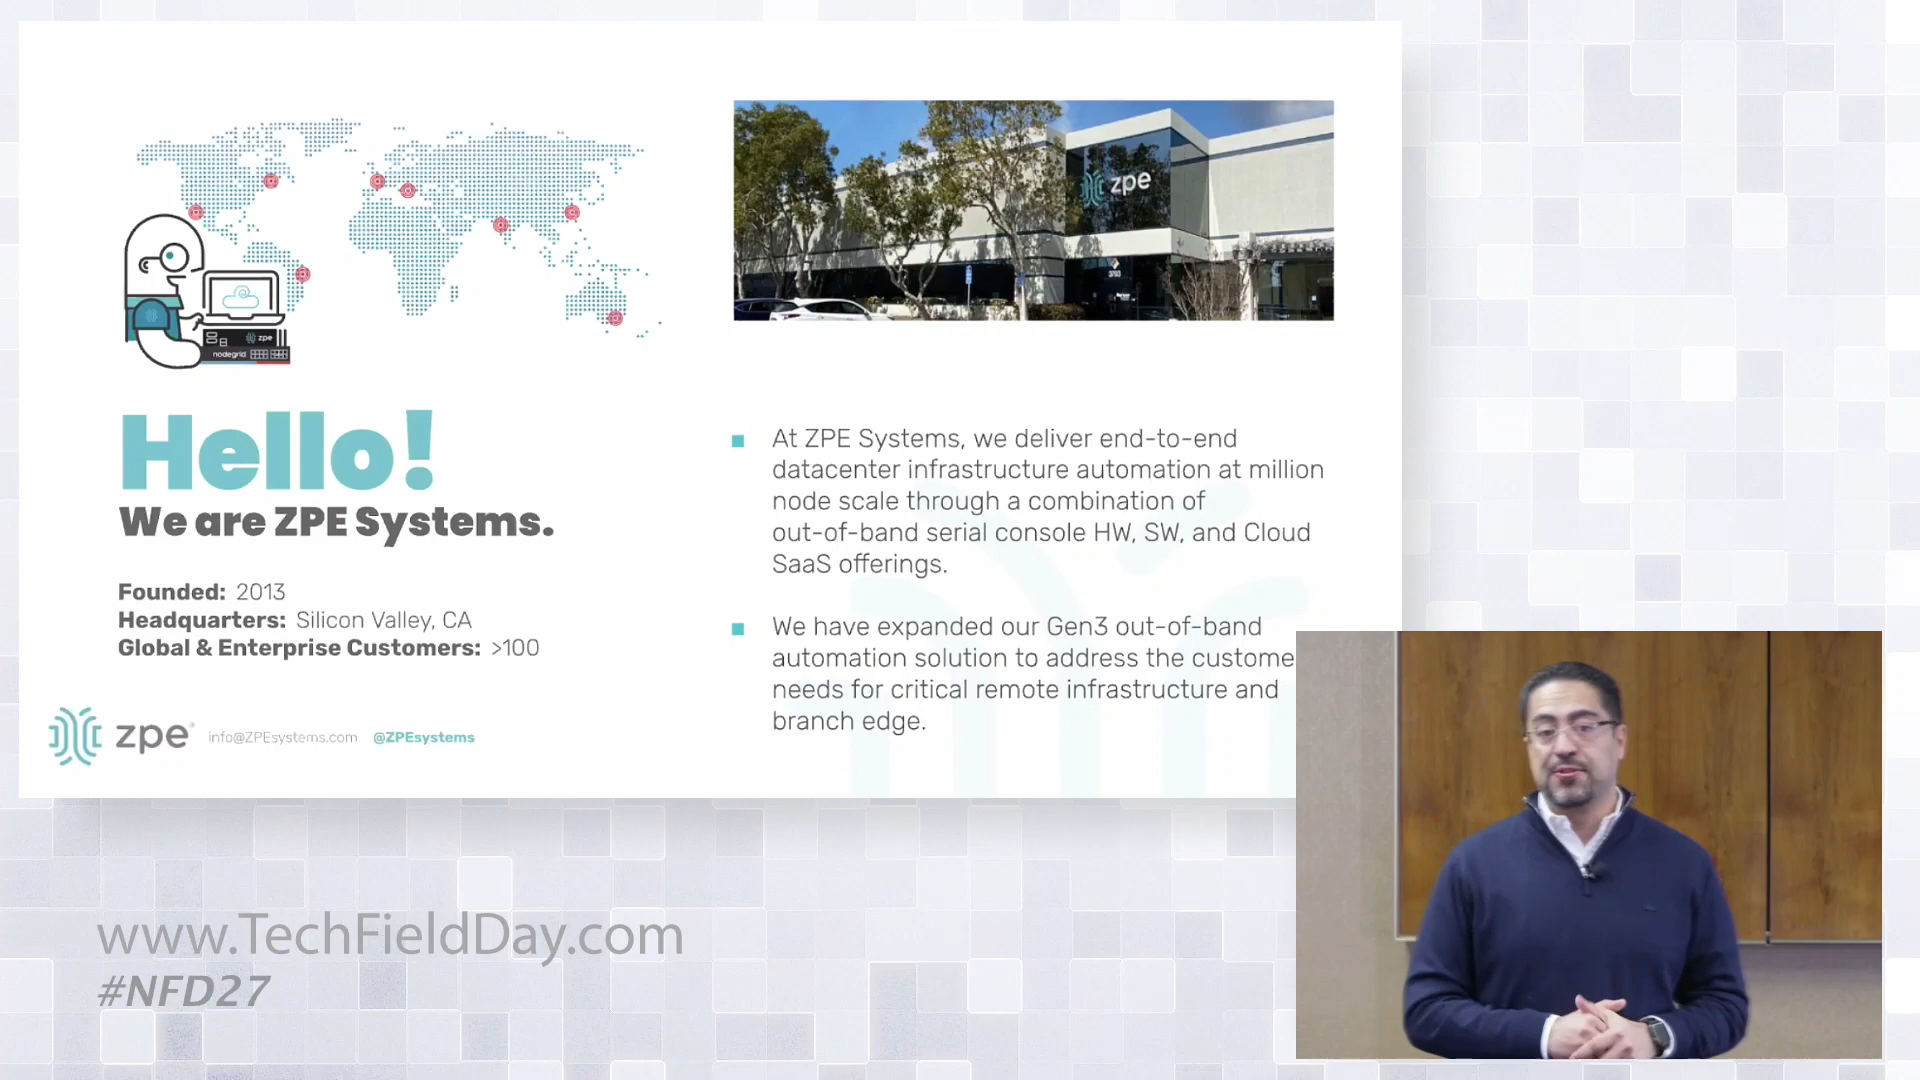 zpe
3793
zpe
nodegrid
Hello!
We are ZPE Systems.
Founded: 2013
Headquarters: Silicon Valley, CA
Global & Enterprise Customers: >100
zpe
info@ZPEsystems.com @ZPEsystems
At ZPE Systems, we deliver end-to-end
datacenter infrastructure automation at million
node scale through a combination of
out-of-band serial console HW, SW, and Cloud
SaaS offerings.
We have expanded our Gen3 out-of-band
automation solution to address the custome
needs for critical remote infrastructure and
branch edge.
www.TechFieldDay.com
#NFD27